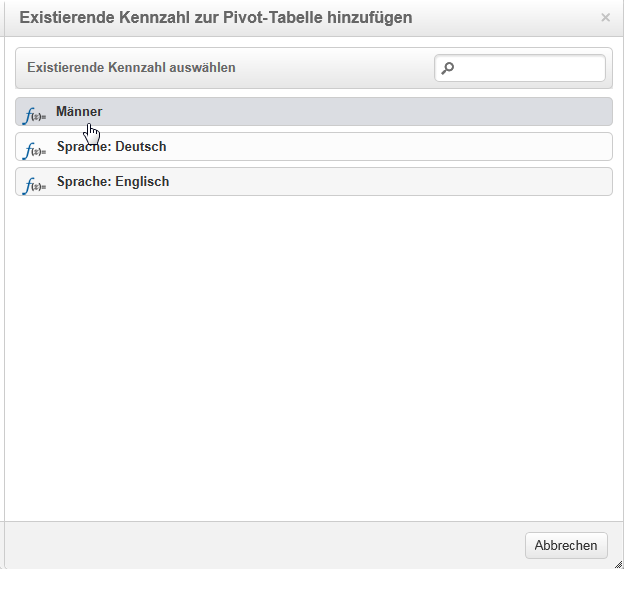 Existierende Kennzahl zur Pivot-Tabelle hinzufügen ×
Existierende Kennzahl auswählen
f(x)= Männer
f(x)= Sprache: Deutsch
f(x)= Sprache: Englisch
Abbrechen